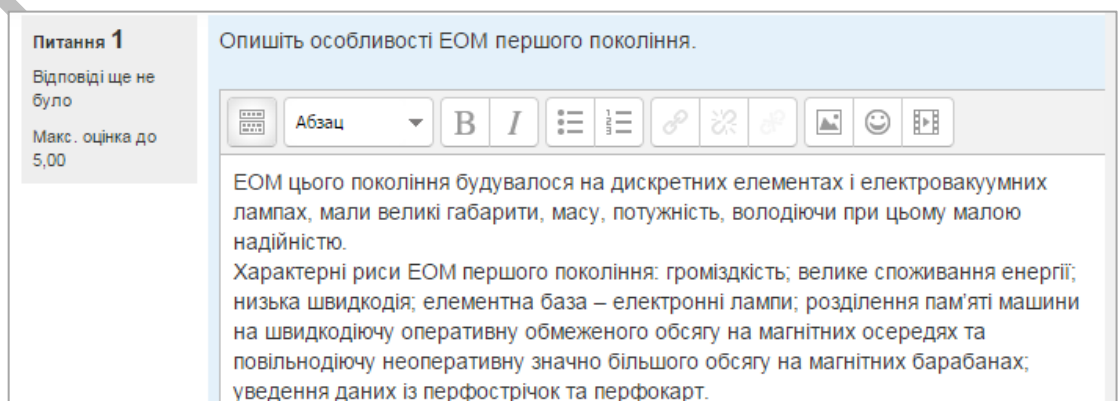 Питання 1
Відповіді ще не
було
Макс. оцінка до
5,00
Опишіть особливості ЕОМ першого покоління.
Абзац
B I
ЕОМ цього покоління будувалося на дискретних елементах і електровакуумних
лампах, мали великі габарити, масу, потужність, володіючи при цьому малою
надійністю.
Характерні риси ЕОМ першого покоління: громіздкість; велике споживання енергії;
низька швидкодія; елементна база – електронні лампи; розділення пам'яті машини
на швидкодіючу оперативну обмеженого обсягу на магнітних осередях та
повільнодіючу неоперативну значно більшого обсягу на магнітних барабанах;
уведення даних із перфострічок та перфокарт.